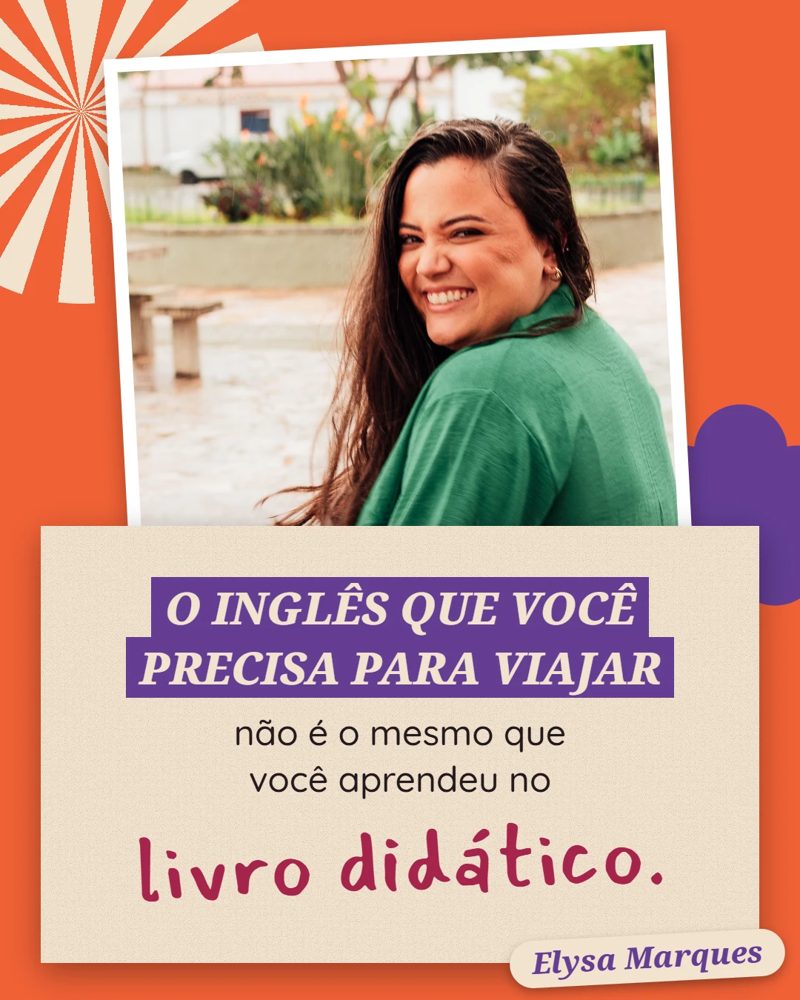 O INGLÊS QUE VOCÊ
PRECISA PARA VIAJAR
não é o mesmo que
você aprendeu no
livro didático.
Elysa Marques